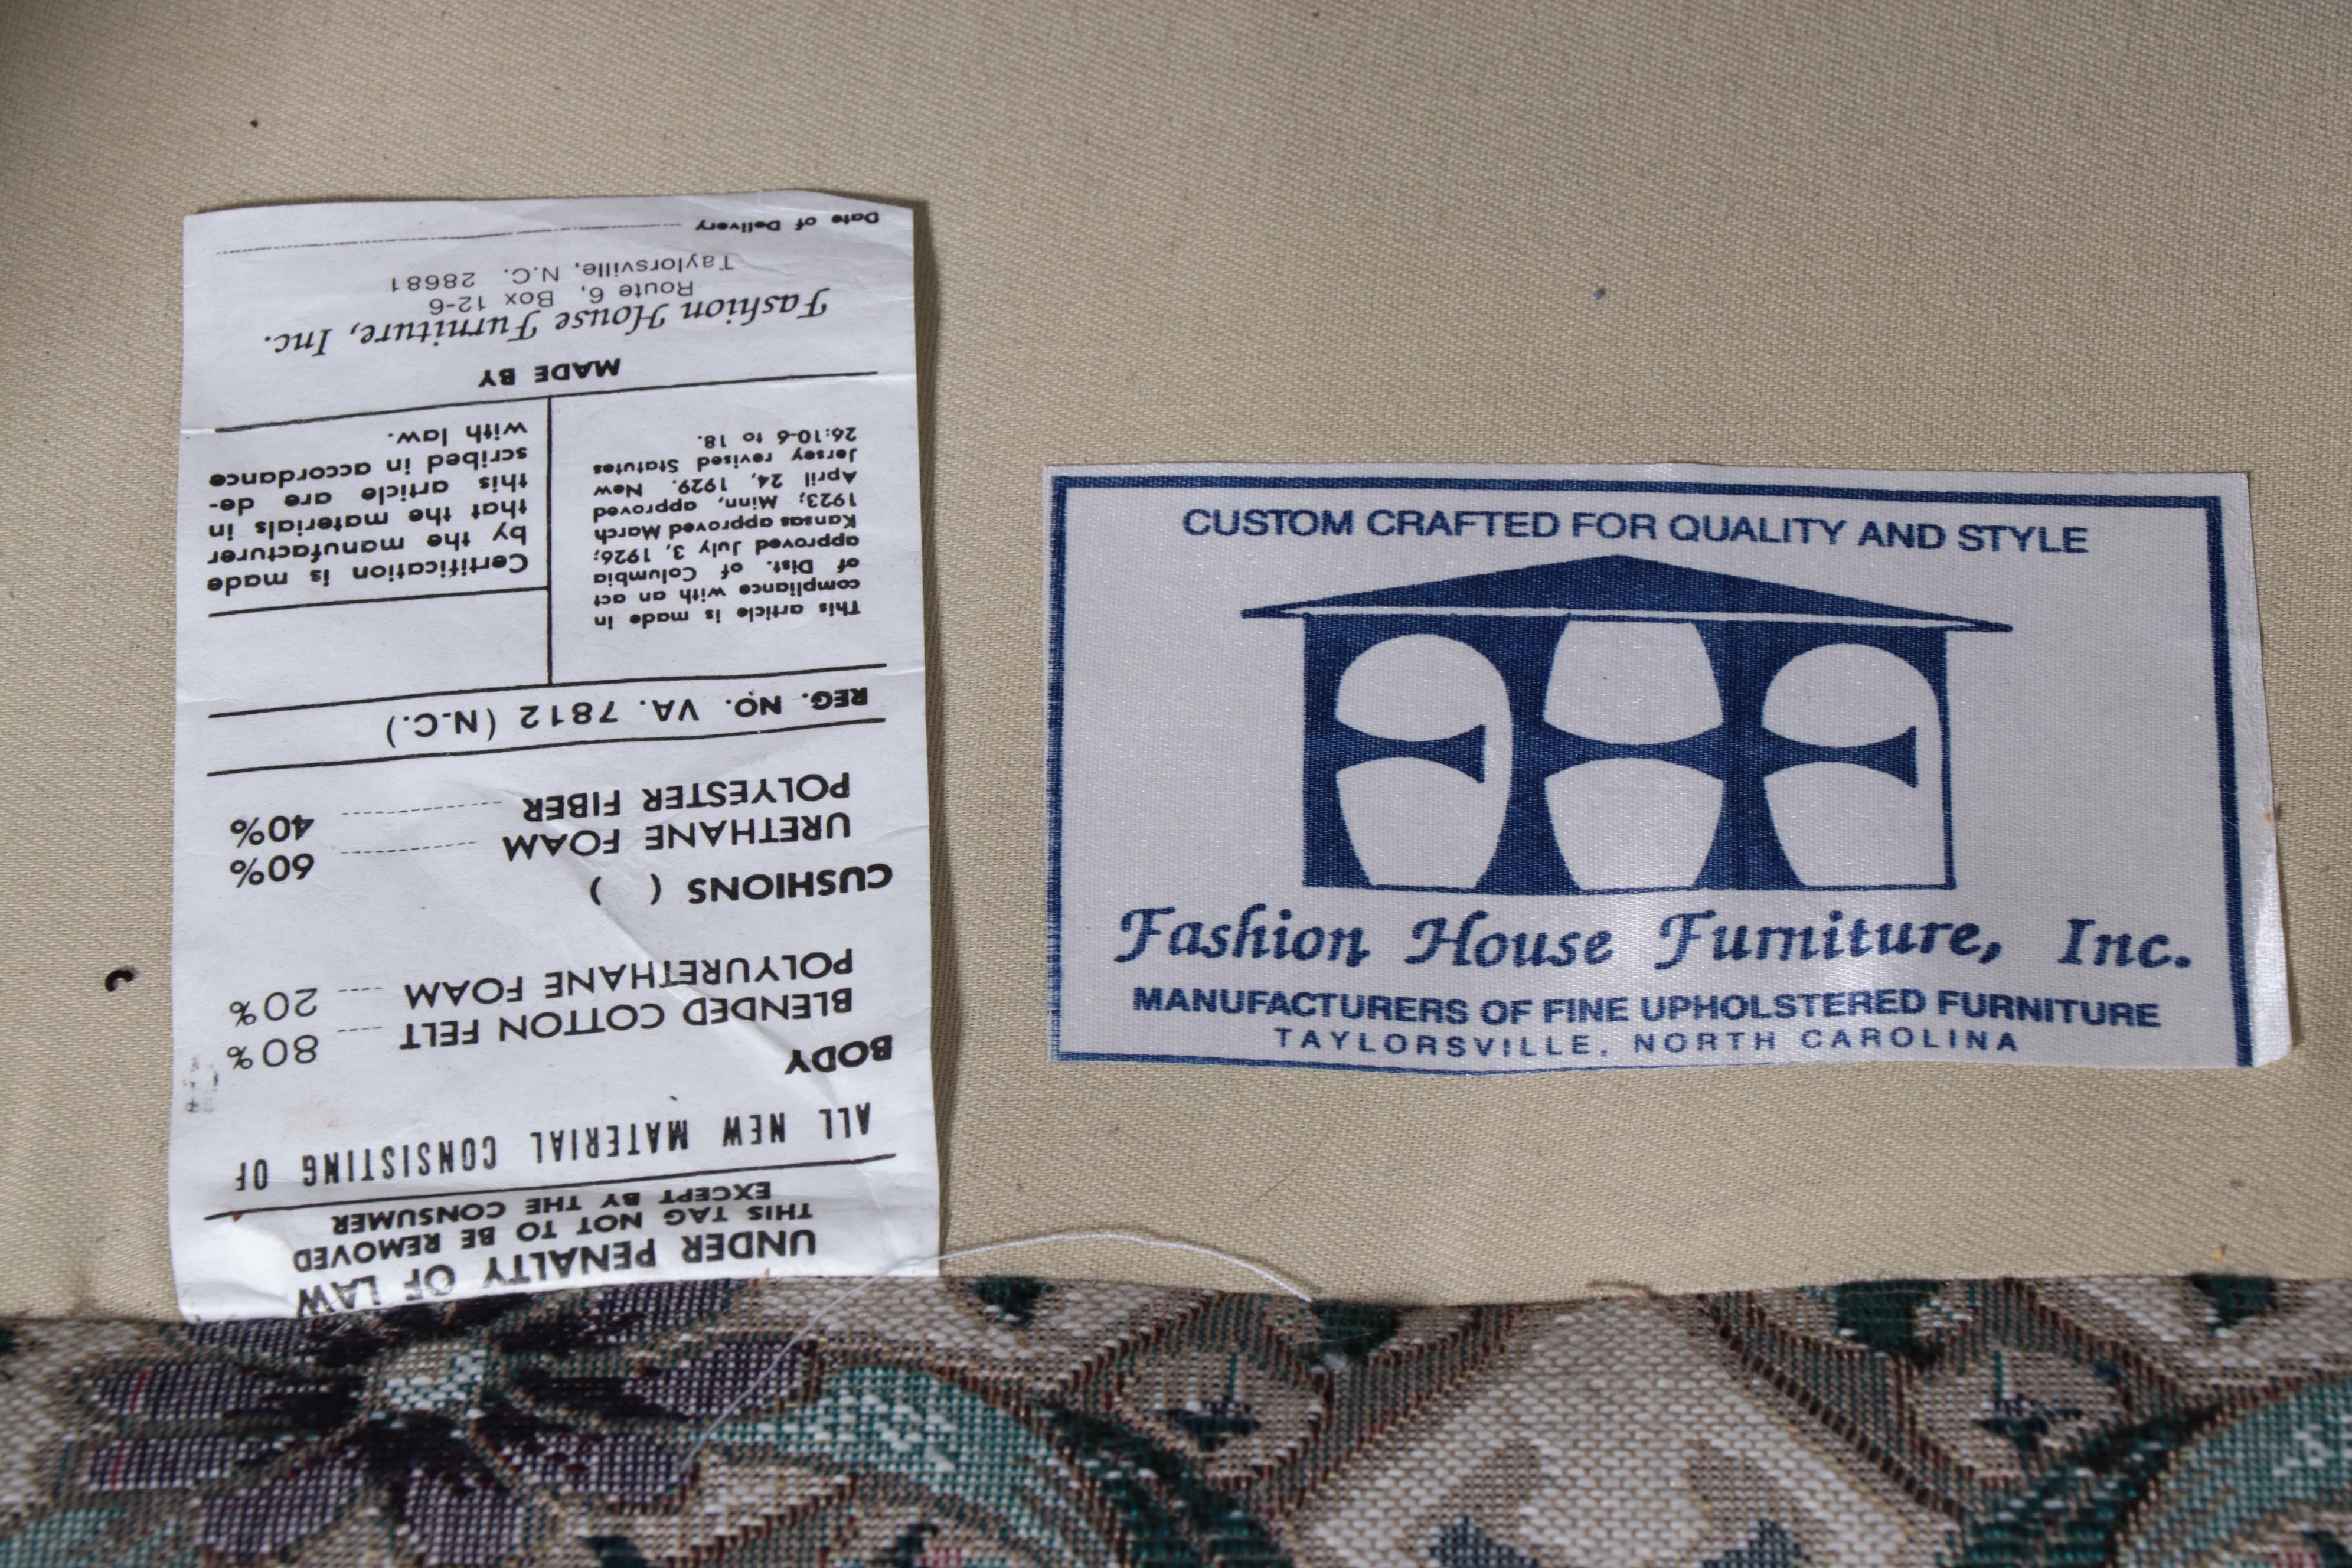 UNDER PENALTY OF LAW
THIS TAG NOT TO BE REMOVED
EXCEPT BY THE CONSUMER
ALL NEW MATERIAL CONSISTING OF
BODY
BLENDED COTTON FELT ---- 80%
POLYURETHANE FOAM ---- 20%
CUSHIONS ( )
URETHANE FOAM ---------- 60%
POLYESTER FIBER ---------- 40%
REG. NO. VA. 7812 (N.C.)
This article is made in
compliance with an act
of Dist. of Columbia
approved July 3, 1926;
Kansas approved March
1923; Minn, approved
April 24, 1929. New
Jersey revised Statutes
26:10-6 to 18.
Certification is made
by the manufacturer
that the materials in
this article are de-
scribed in accordance
with law.
MADE BY
Fashion House Furniture, Inc.
Route 6, Box 12-6
Taylorsville, N.C. 28681
Date of Delivery
CUSTOM CRAFTED FOR QUALITY AND STYLE
FHF
Fashion House Furniture, Inc.
MANUFACTURERS OF FINE UPHOLSTERED FURNITURE
TAYLORSVILLE, NORTH CAROLINA